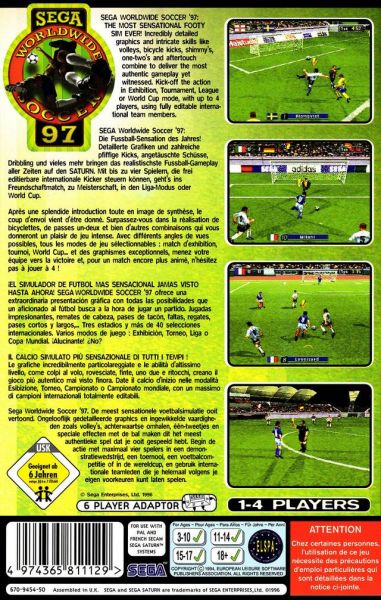 SEGA
WORLDWIDE
SOCCER
97
SEGA WORLDWIDE SOCCER '97:
THE MOST SENSATIONAL FOOTY
SIM EVER! Incredibly detailed
graphics and intricate skills like
volleys, bicycle kicks, shimmy's,
one-two's and aftertouch
combine to deliver the most
authentic gameplay yet
witnessed. Kick-off the action
in Exhibition, Tournament, League
or World Cup mode, with up to 4
players, using fully editable inter-
national team members.
SEGA Worldwide Soccer '97:
Die Fussball-Sensation des Jahres!
Detaillierte Grafiken und zahlreiche
pfiffige Kicks, angetäuschte Schüsse,
Dribbling und vieles mehr bringen das realistischste Fussball-Gameplay
aller Zeiten auf den SATURN. Mit bis zu vier Spielern, die frei
editierbare internationale Kicker steuern können, geht's ins
Freundschaftmatch, zu Meisterschaft, in den Liga-Modus oder
World Cup.
Après une splendide introduction toute en image de synthèse, le
coup d'envoi vient d'être donné. Surpassez-vous dans la réalisation de
bicyclettes, de passes un-deux et bien d'autres combinaisons qui vous
donneront un plaisir de jeu intense. Avec différents angles de vues
possibles, tous les modes de jeu sélectionnables : match d'exhibition,
tournoi, World Cup... et des graphismes exceptionnels, menez votre
équipe vers la victoire et, pour un match encore plus animé, n'hésitez
pas à jouer à 4 !
EL SIMULADOR DE FUTBOL MAS SENSACIONAL JAMAS VISTO
HASTA AHORA! SEGA WORLDWIDE SOCCER '97 ofrece una
extraordinaria presentación gráfica con todas las posibilidades que
un aficionado al futbol busca a la hora de jugar un partido. Jugadas
impresionantes, remates de cabeza, pases de tacón, faltas, regates,
pases cortos y largos,.. Tres estadios y más de 40 selecciones
internacionales. Varios modos de juego : Exhibición, Torneo, Liga o
Copa Mundial. ¡Alucinante! ¿No?
IL CALCIO SIMULATO PIÙ SENSAZIONALE DI TUTTI I TEMPI !
Le grafiche incredibilmente particolareggiate e le abilità d'altissimo
livello, come colpi al volo, rovesciate, finte, uno due e ritocchi, creano il
gioco più autentico mai visto finora. Date il calcio d'inizio nelle modalità
Esibizione, Torneo, Campionato o Campionato mondiale, con un massimo
di campioni internazionali totalmente editabili.
Sega Worldwide Soccer '97. De meest sensationele voetbalsimulatie ooit
vertoond. Ongelooflijk gedetailleerde graphics en ingewikkelde vaardighe-
den zoals volley's, achterwaartse omhalen, één-tweetjes en
speciale effecten met de bal maken dit het meest
authentieke spel dat je ooit gespeeld hebt. Begin de
actie met maximaal vier spelers in een demon-
stratiewedstrijd, een toernooi, een voetbalcom-
petitie of in de wereldcup, en gebruik interna-
tionale teamleden die je helemaal volgens je
eigen voorkeuren kunt laten spelen.
USK
Geeignet ab
6 Jahren
© Sega Enterprises, Ltd. 1996
6 PLAYER ADAPTOR
1-4 PLAYERS
Kornqvist
Milani
adidas
Lovenard
4 974365 811129 >
FOR USE WITH
PAL AND
FRENCH SECAM
SEGA SATURN™
SYSTEMS
SEGA
For Ages - Pour Ages - Para Años - Für Jahre - Per Anni
3-10
11-14
15-17
18+
ELSPA
COPYRIGHT © 1994, EUROPEAN LEISURE SOFTWARE
PUBLISHERS ASSOCIATION. ALL RIGHTS RESERVED.
ATTENTION
Chez certaines personnes,
l'utilisation de ce jeu
nécessite des précautions
d'emploi particulières qui
sont détaillées dans la
notice ci-jointe.
670-9454-50
Assembled in U.K. SEGA and SEGA SATURN are trademarks of SEGA ENTERPRISES, LTD. ©1996